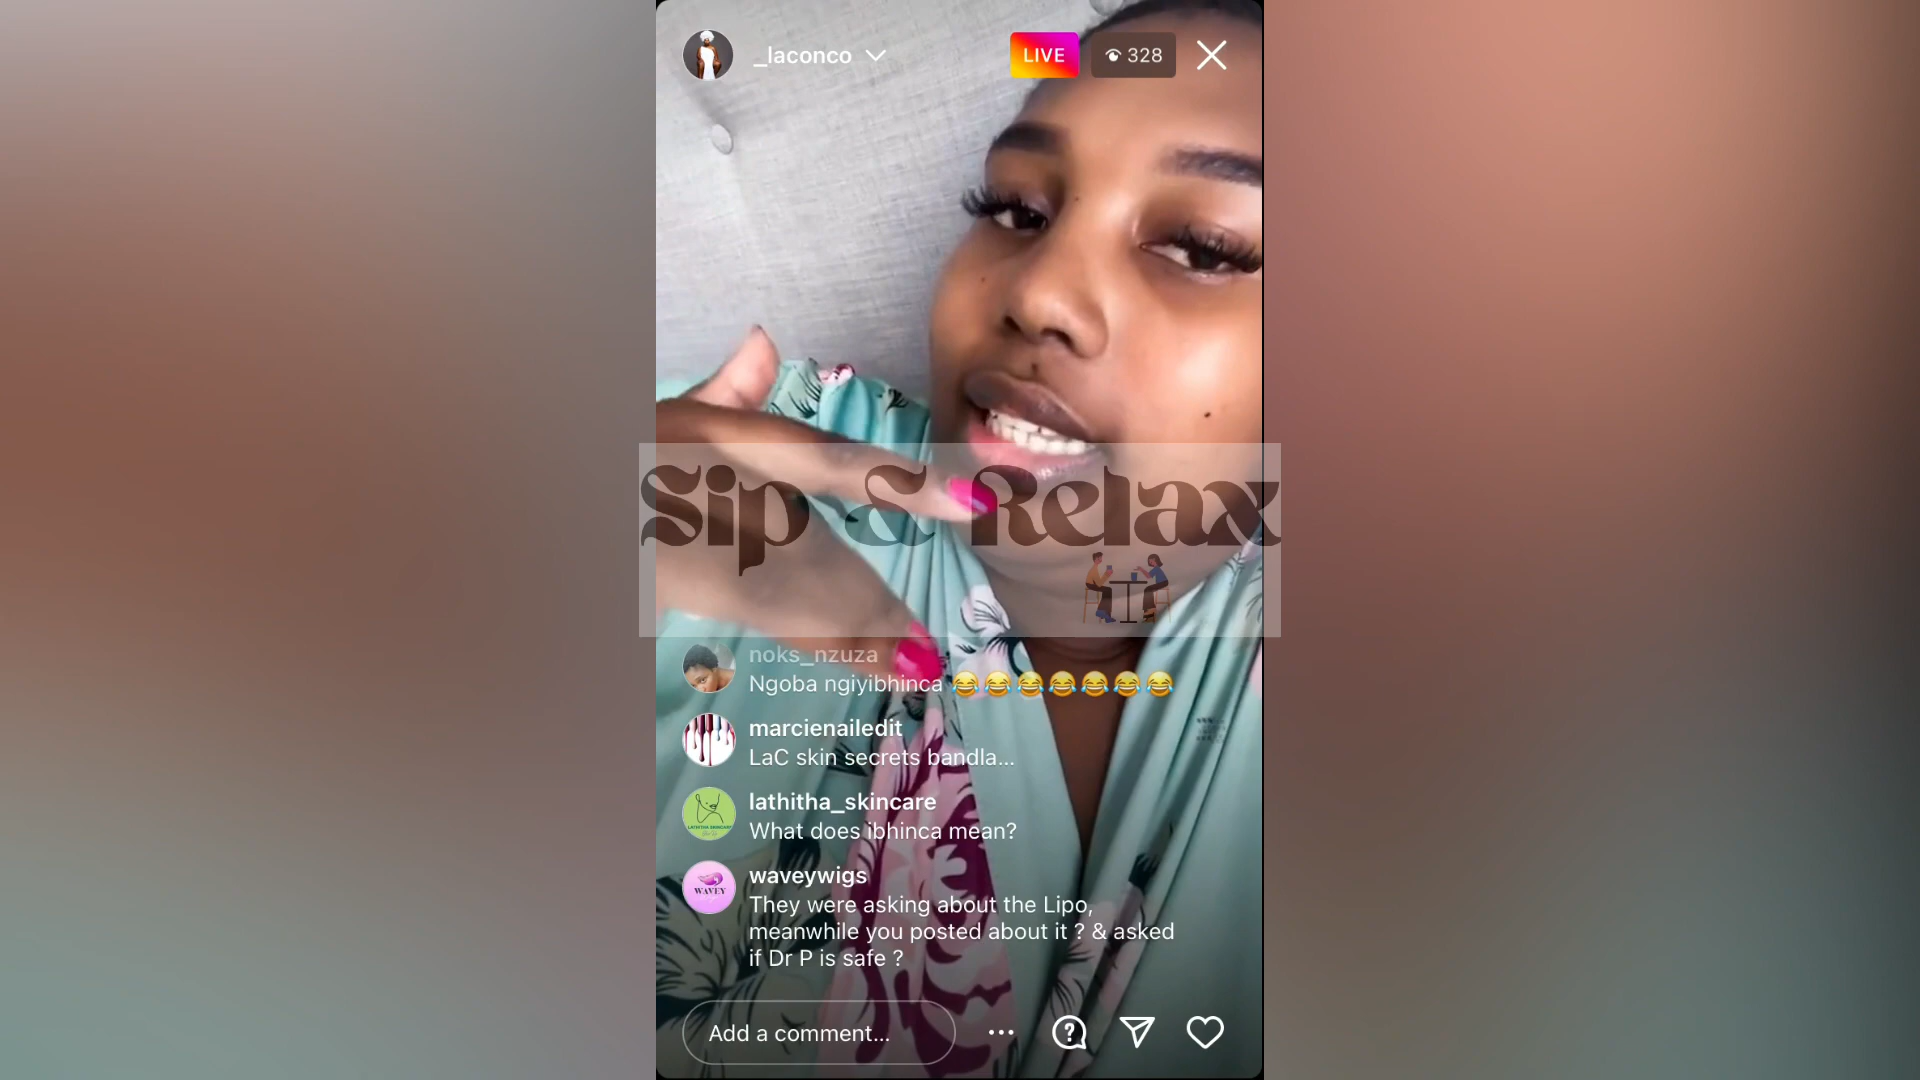 _laconco
LIVE
328
Sip & Relax
noks_nzuza
Ngoba ngiyibhinca 😂😂😂😂😂😂😂
marcienailedit
LaC skin secrets bandla...
lathitha_skincare
What does ibhinca mean?
WAVEY
waveywigs
They were asking about the Lipo,
meanwhile you posted about it ? & asked
if Dr P is safe ?
Add a comment...